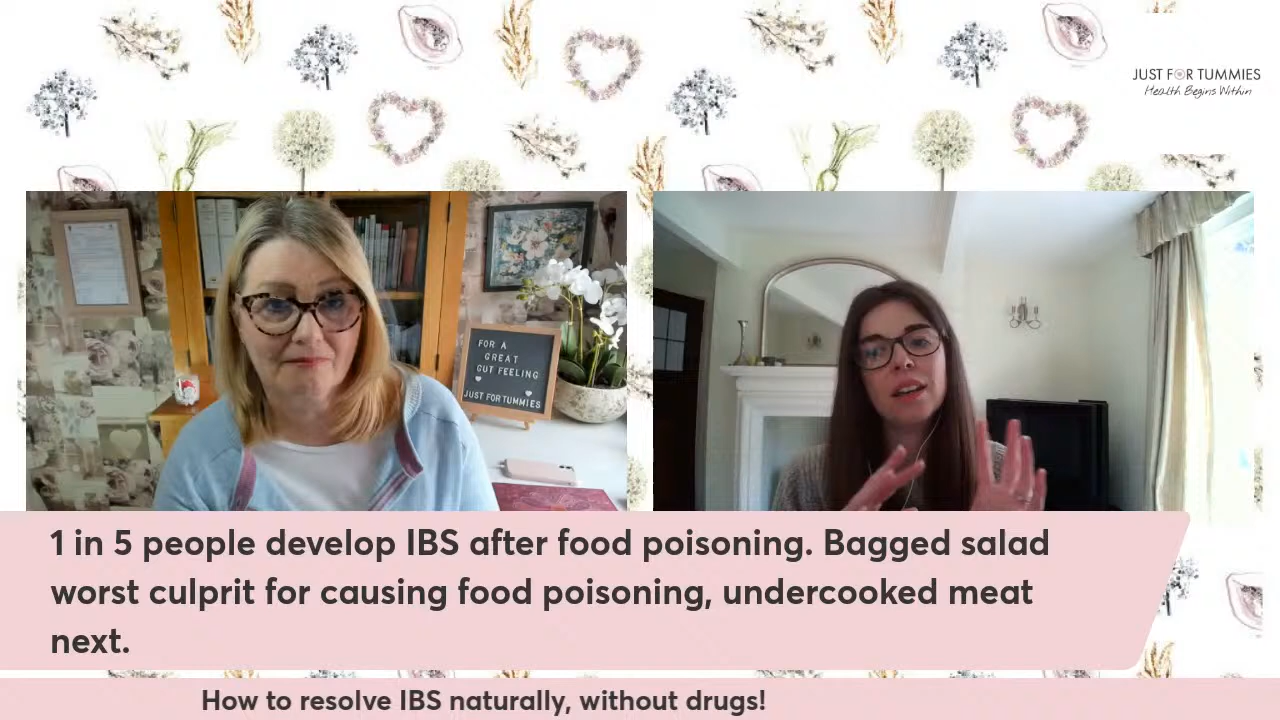 JUST FOR TUMMIES
Health Begins Within
FOR A
GREAT
GUT FEELING
JUST FOR TUMMIES
1 in 5 people develop IBS after food poisoning. Bagged salad
worst culprit for causing food poisoning, undercooked meat
next.
How to resolve IBS naturally, without drugs!